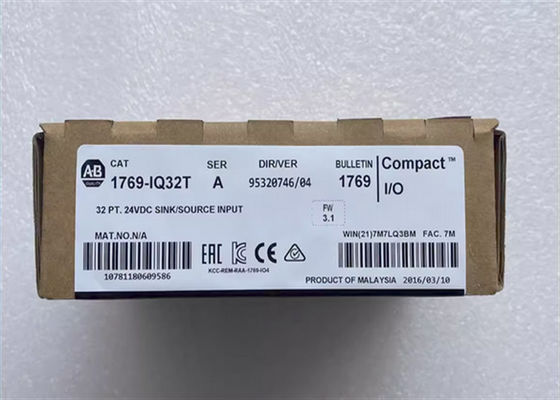 A-B
QUALITY
CAT
1769-IQ32T
SER
A
DIR/VER
95320746/04
BULLETIN
1769
Compact™
I/O
32 PT. 24VDC SINK/SOURCE INPUT
FW
3.1
MAT.NO.N/A
10781180609586
EAC
KCC-REM-RAA-1769-IQ4
WIN(21)7M7LQ3BM FAC. 7M
PRODUCT OF MALAYSIA 2016/03/10